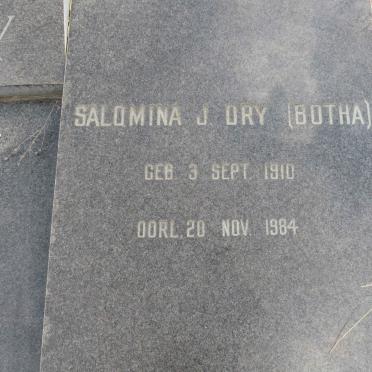 SALOMINA J. DRY (BOTHA)
GEB. 3 SEPT. 1910
OORL. 20 NOV. 1984